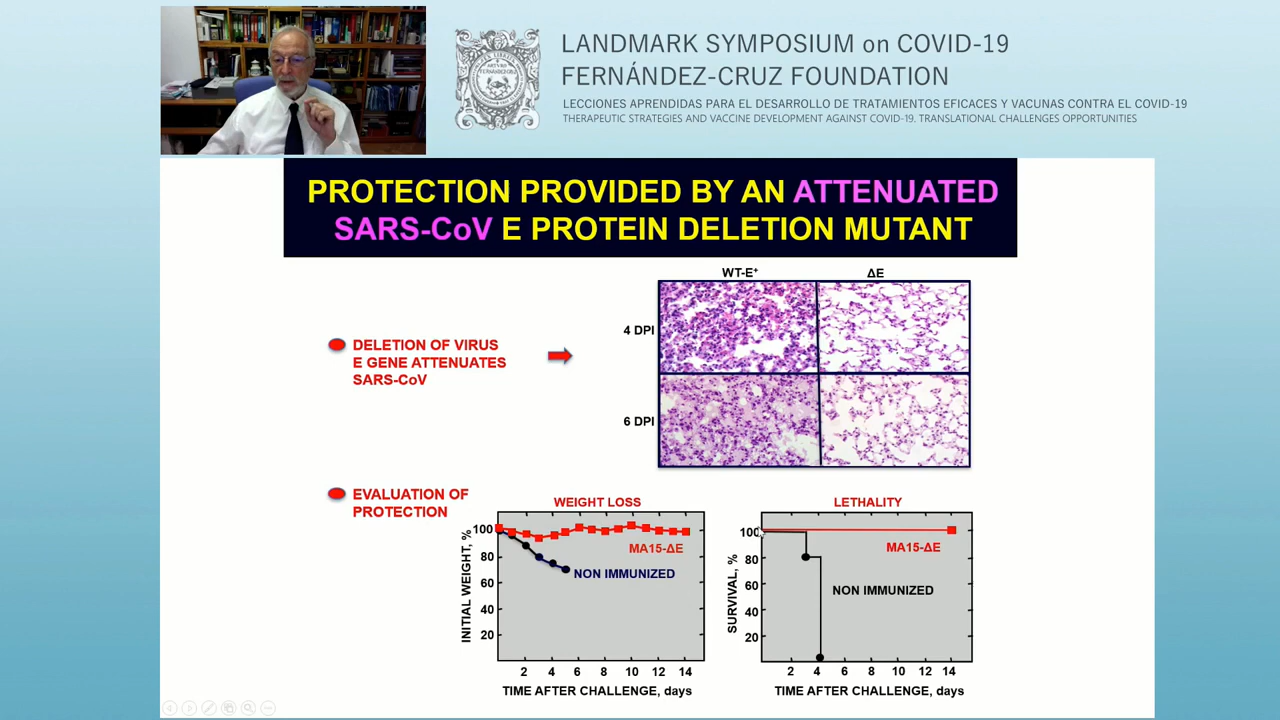 LANDMARK SYMPOSIUM on COVID-19
FERNÁNDEZ-CRUZ FOUNDATION
LECCIONES APRENDIDAS PARA EL DESARROLLO DE TRATAMIENTOS EFICACES Y VACUNAS CONTRA EL COVID-19
THERAPEUTIC STRATEGIES AND VACCINE DEVELOPMENT AGAINST COVID-19. TRANSLATIONAL CHALLENGES OPPORTUNITIES
PROTECTION PROVIDED BY AN ATTENUATED
SARS-CoV E PROTEIN DELETION MUTANT
WT-E⁺
ΔE
4 DPI
6 DPI
DELETION OF VIRUS
E GENE ATTENUATES
SARS-CoV
EVALUATION OF
PROTECTION
WEIGHT LOSS
INITIAL WEIGHT, %
100
80
60
40
20
MA15-ΔE
NON IMMUNIZED
2 4 6 8 10 12 14
TIME AFTER CHALLENGE, days
LETHALITY
SURVIVAL, %
100
80
60
40
20
MA15-ΔE
NON IMMUNIZED
2 4 6 8 10 12 14
TIME AFTER CHALLENGE, days